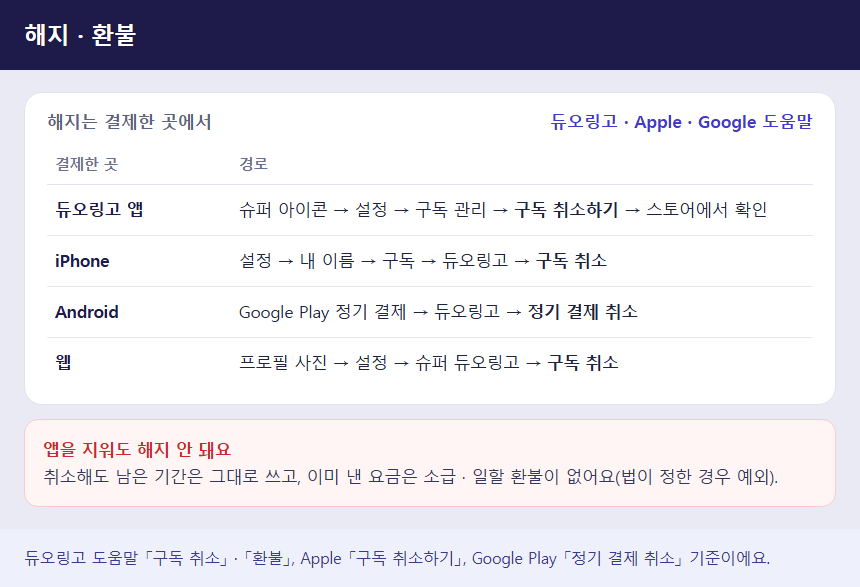 해지 · 환불
해지는 결제한 곳에서
듀오링고 · Apple · Google 도움말
결제한 곳 경로
듀오링고 앱 슈퍼 아이콘 → 설정 → 구독 관리 → 구독 취소하기 → 스토어에서 확인
iPhone 설정 → 내 이름 → 구독 → 듀오링고 → 구독 취소
Android Google Play 정기 결제 → 듀오링고 → 정기 결제 취소
웹 프로필 사진 → 설정 → 슈퍼 듀오링고 → 구독 취소
앱을 지워도 해지 안 돼요
취소해도 남은 기간은 그대로 쓰고, 이미 낸 요금은 소급 · 일할 환불이 없어요(법이 정한 경우 예외).
듀오링고 도움말 「구독 취소」·「환불」, Apple 「구독 취소하기」, Google Play 「정기 결제 취소」 기준이에요.